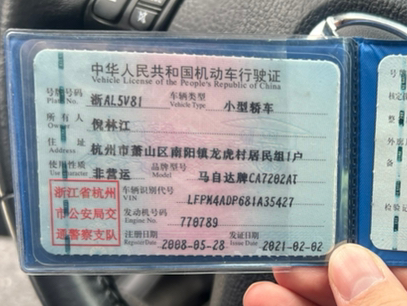 中华人民共和国机动车行驶证
Vehicle License of the People's Republic of China
号牌号码 浙AL5V81 车辆类型 小型轿车
Plate No. Vehicle Type
所有人 倪林江
Owner
住址 杭州市萧山区南阳镇龙虎村居民组1户
Address
使用性质 非营运 品牌型号 马自达牌CA7202AT
Use Character Model
浙江省杭州 车辆识别代号 LFPM4ADP681A35427
VIN
市公安局交 发动机号码 770789
Engine No.
通警察支队 注册日期 2008-05-28 发证日期 2021-02-02
Register Date Issue Date